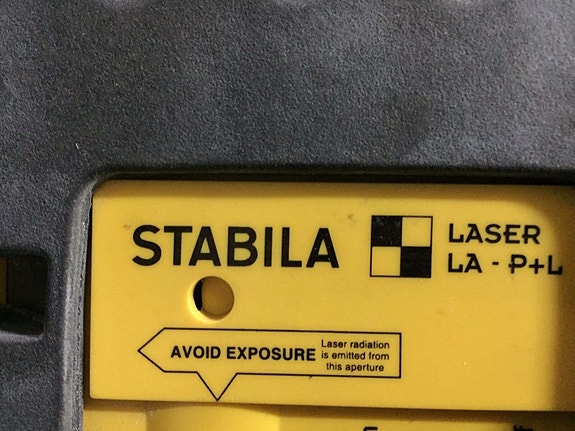 STABILA
LASER
LA - P+L
AVOID EXPOSURE
Laser radiation
is emitted from
this aperture